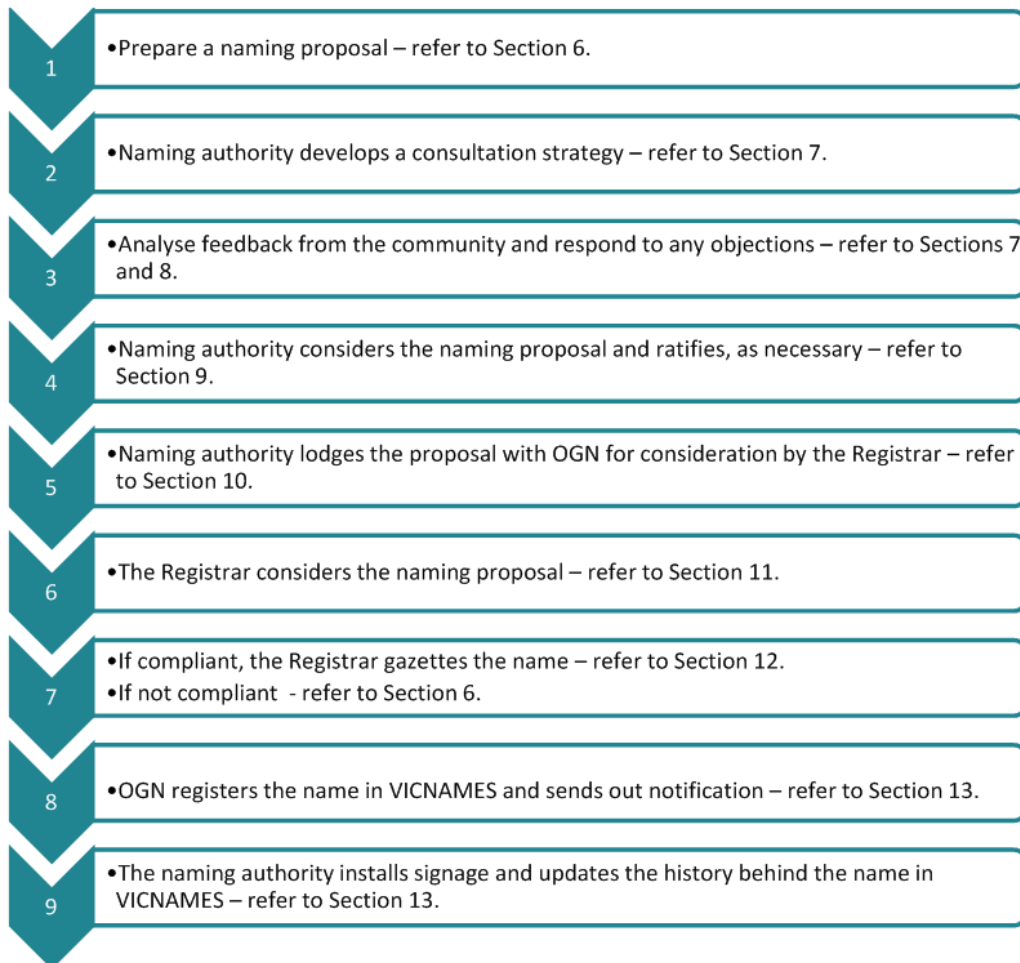 1
•Prepare a naming proposal – refer to Section 6.
2
•Naming authority develops a consultation strategy – refer to Section 7.
3
•Analyse feedback from the community and respond to any objections – refer to Sections 7
and 8.
4
•Naming authority considers the naming proposal and ratifies, as necessary – refer to
Section 9.
5
•Naming authority lodges the proposal with OGN for consideration by the Registrar – refer
to Section 10.
6
•The Registrar considers the naming proposal – refer to Section 11.
7
•If compliant, the Registrar gazettes the name – refer to Section 12.
•If not compliant - refer to Section 6.
8
•OGN registers the name in VICNAMES and sends out notification – refer to Section 13.
9
•The naming authority installs signage and updates the history behind the name in
VICNAMES – refer to Section 13.